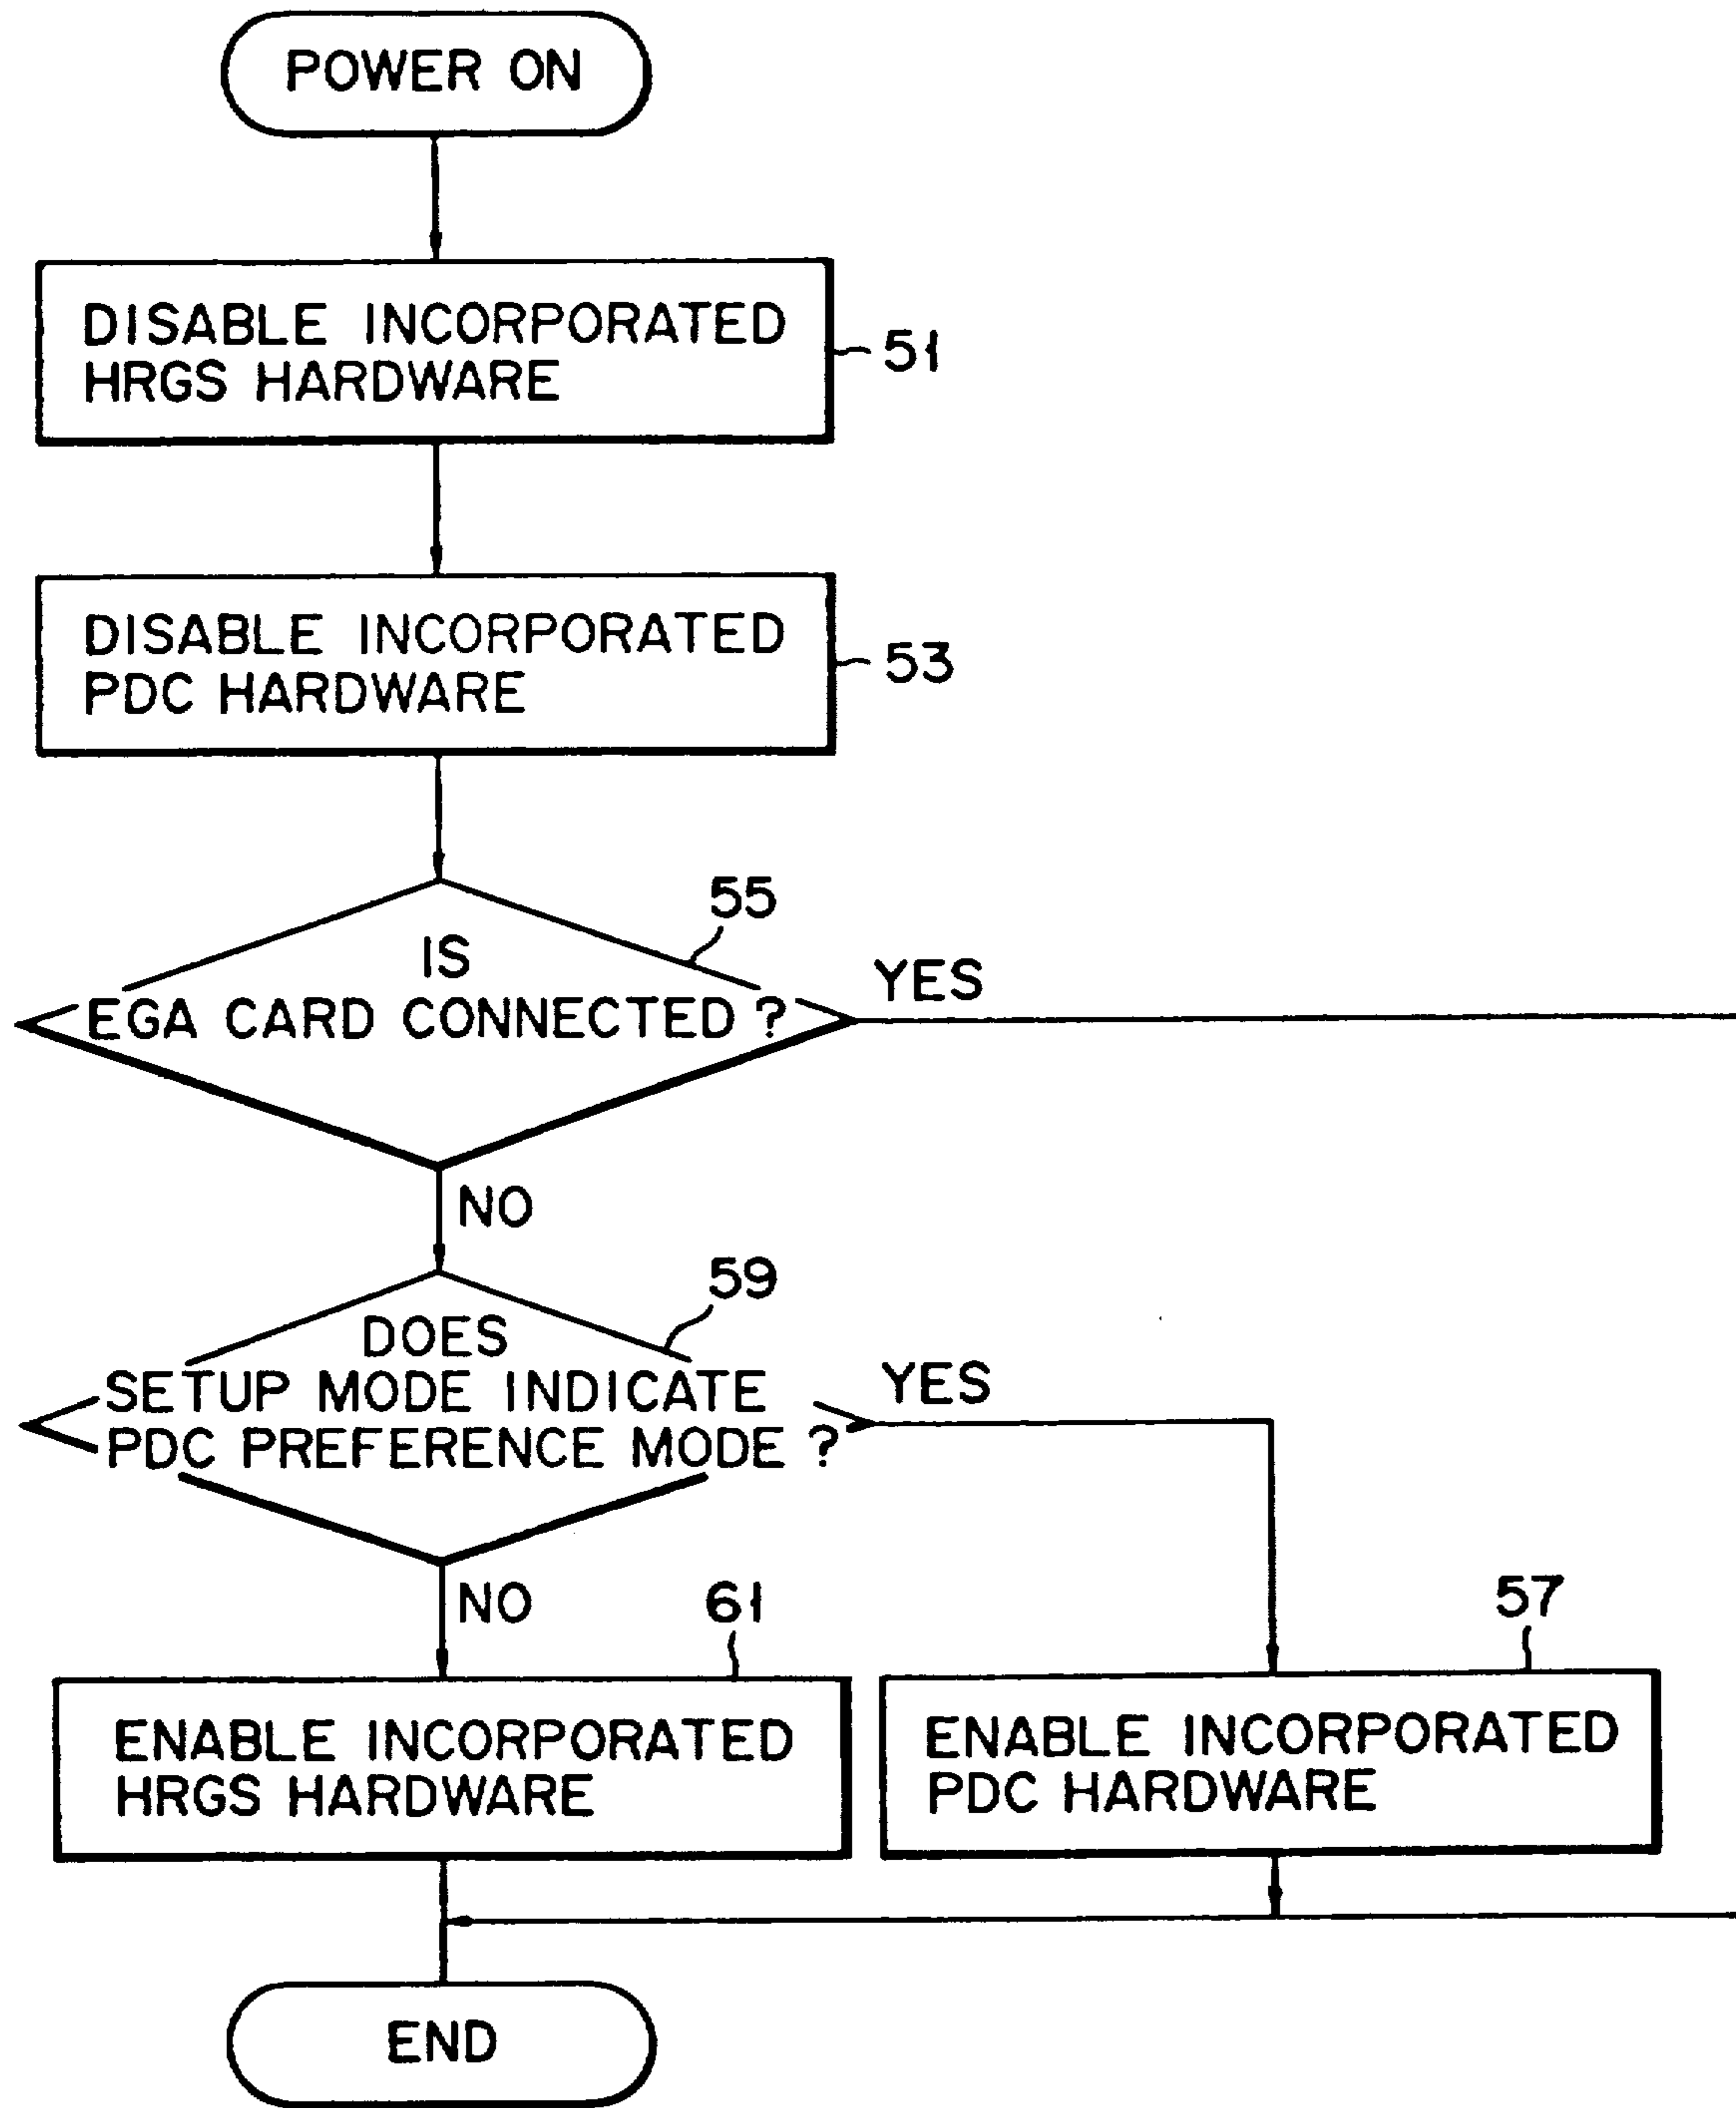 POWER ON
DISABLE INCORPORATED
HRGS HARDWARE
51
DISABLE INCORPORATED
PDC HARDWARE
53
55
IS
EGA CARD CONNECTED ?
YES
NO
59
DOES
SETUP MODE INDICATE
PDC PREFERENCE MODE ?
YES
NO
61
57
ENABLE INCORPORATED
HRGS HARDWARE
ENABLE INCORPORATED
PDC HARDWARE
END